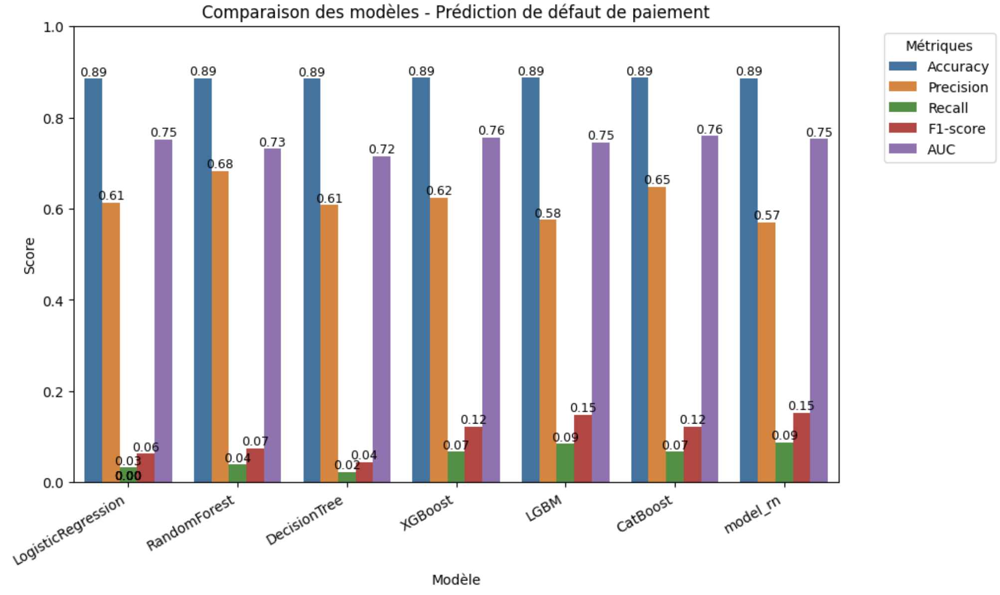 Comparaison des modèles - Prédiction de défaut de paiement
1.0
0.8
0.6
0.4
0.2
0.0
Score
0.89
0.61
0.03
0.00
0.06
0.75
0.89
0.68
0.04
0.07
0.73
0.89
0.61
0.02
0.04
0.72
0.89
0.62
0.07
0.12
0.76
0.89
0.58
0.09
0.15
0.75
0.89
0.65
0.07
0.12
0.76
0.89
0.57
0.09
0.15
0.75
LogisticRegression
RandomForest
DecisionTree
XGBoost
LGBM
CatBoost
model_rn
Modèle
Métriques
Accuracy
Precision
Recall
F1-score
AUC